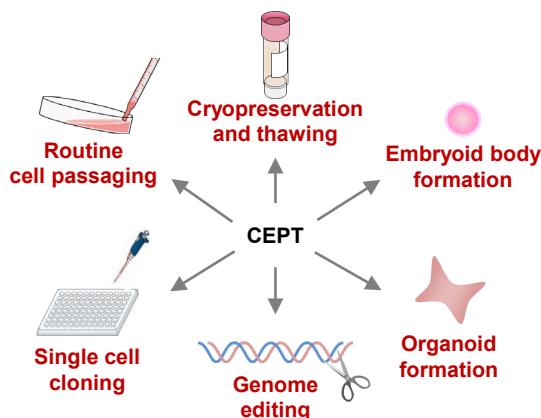 Cryopreservation
and thawing
Routine
cell passaging
Embryoid body
formation
CEPT
Single cell
cloning
Genome
editing
Organoid
formation